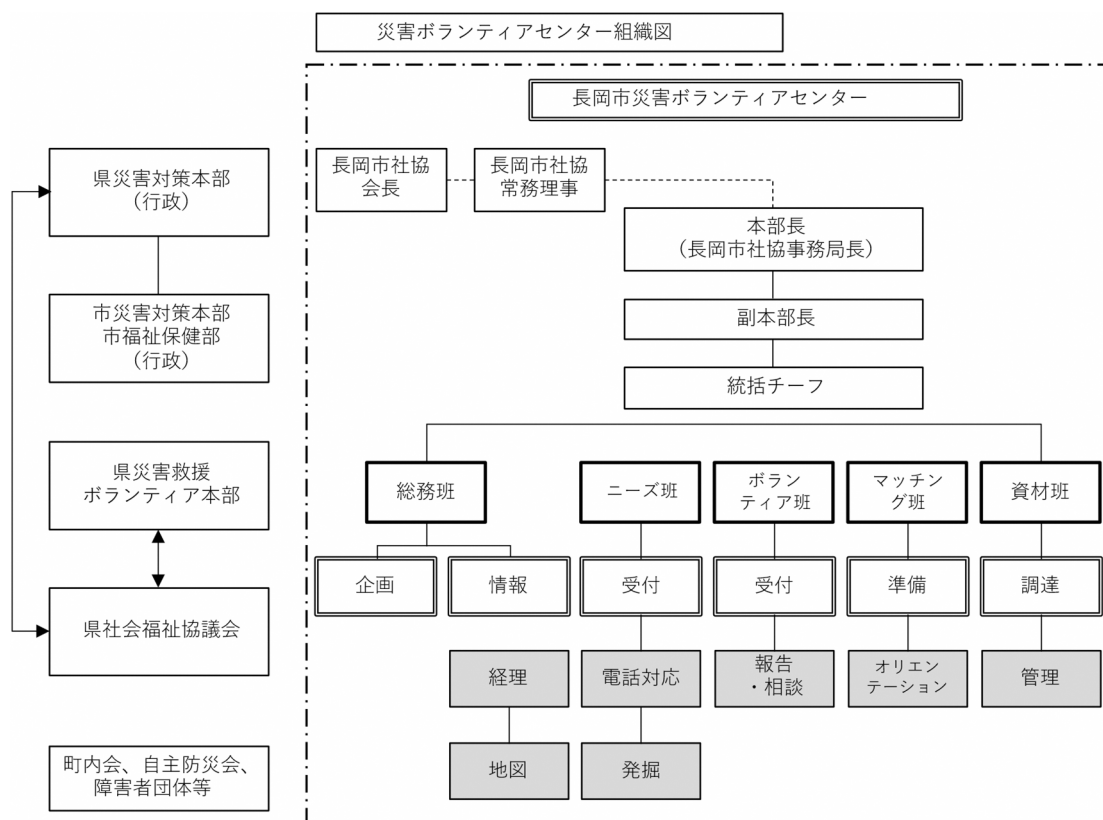 災害ボランティアセンター組織図
長岡市災害ボランティアセンター
県災害対策本部
（行政）
市災害対策本部
市福祉保健部
（行政）
県災害救援
ボランティア本部
県社会福祉協議会
町内会、自主防災会、
障害者団体等
長岡市社協
会長
長岡市社協
常務理事
本部長
（長岡市社協事務局長）
副本部長
統括チーフ
総務班
ニーズ班
ボラン
ティア班
マッチン
グ班
資材班
企画
情報
受付
受付
準備
調達
経理
電話対応
報告
・相談
オリエン
テーション
管理
地図
発掘